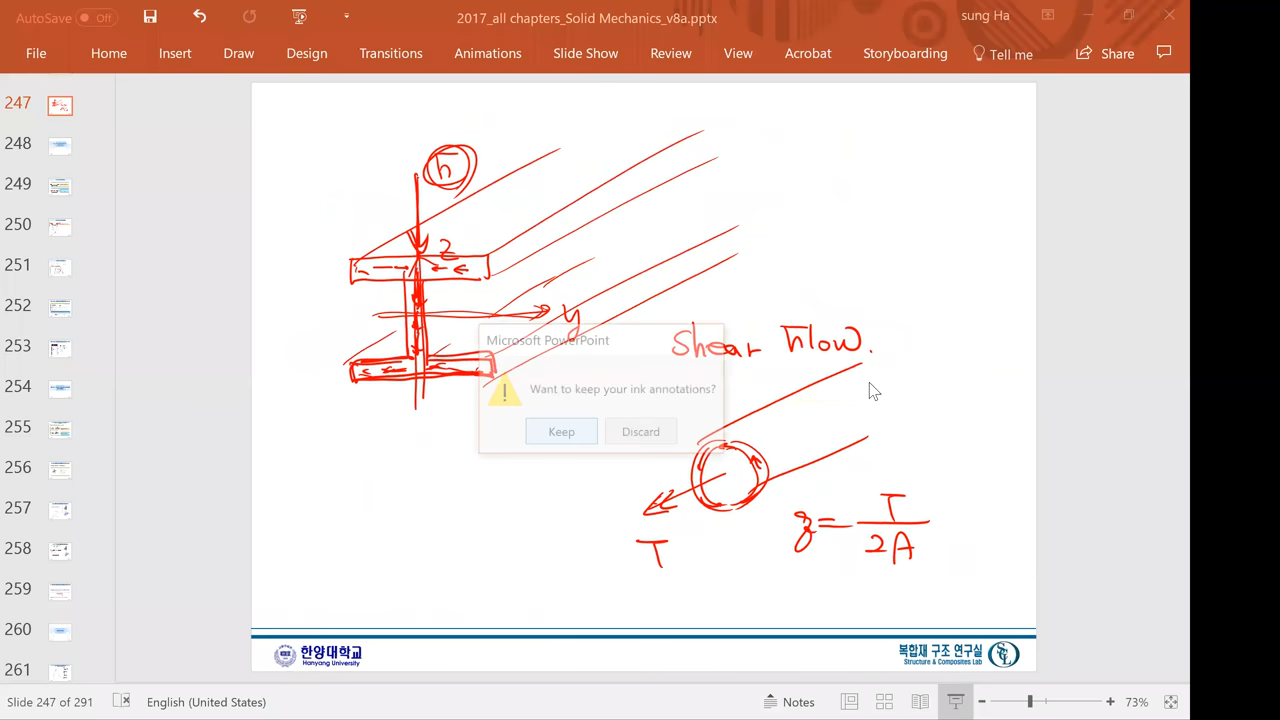 AutoSave Off 2017_all chapters_Solid Mechanics_v8a.pptx sung Ha
File Home Insert Draw Design Transitions Animations Slide Show Review View Acrobat Storyboarding Tell me Share
247
248
249
250
251
252
253
254
255
256
257
258
259
260
261
z
y
Shear flow.
Microsoft PowerPoint
Want to keep your ink annotations?
Keep Discard
T
q = T / 2A
한양대학교
Hanyang University
복합재 구조 연구실
Structure & Composites Lab
Slide 247 of 291 English (United States) Notes 73%